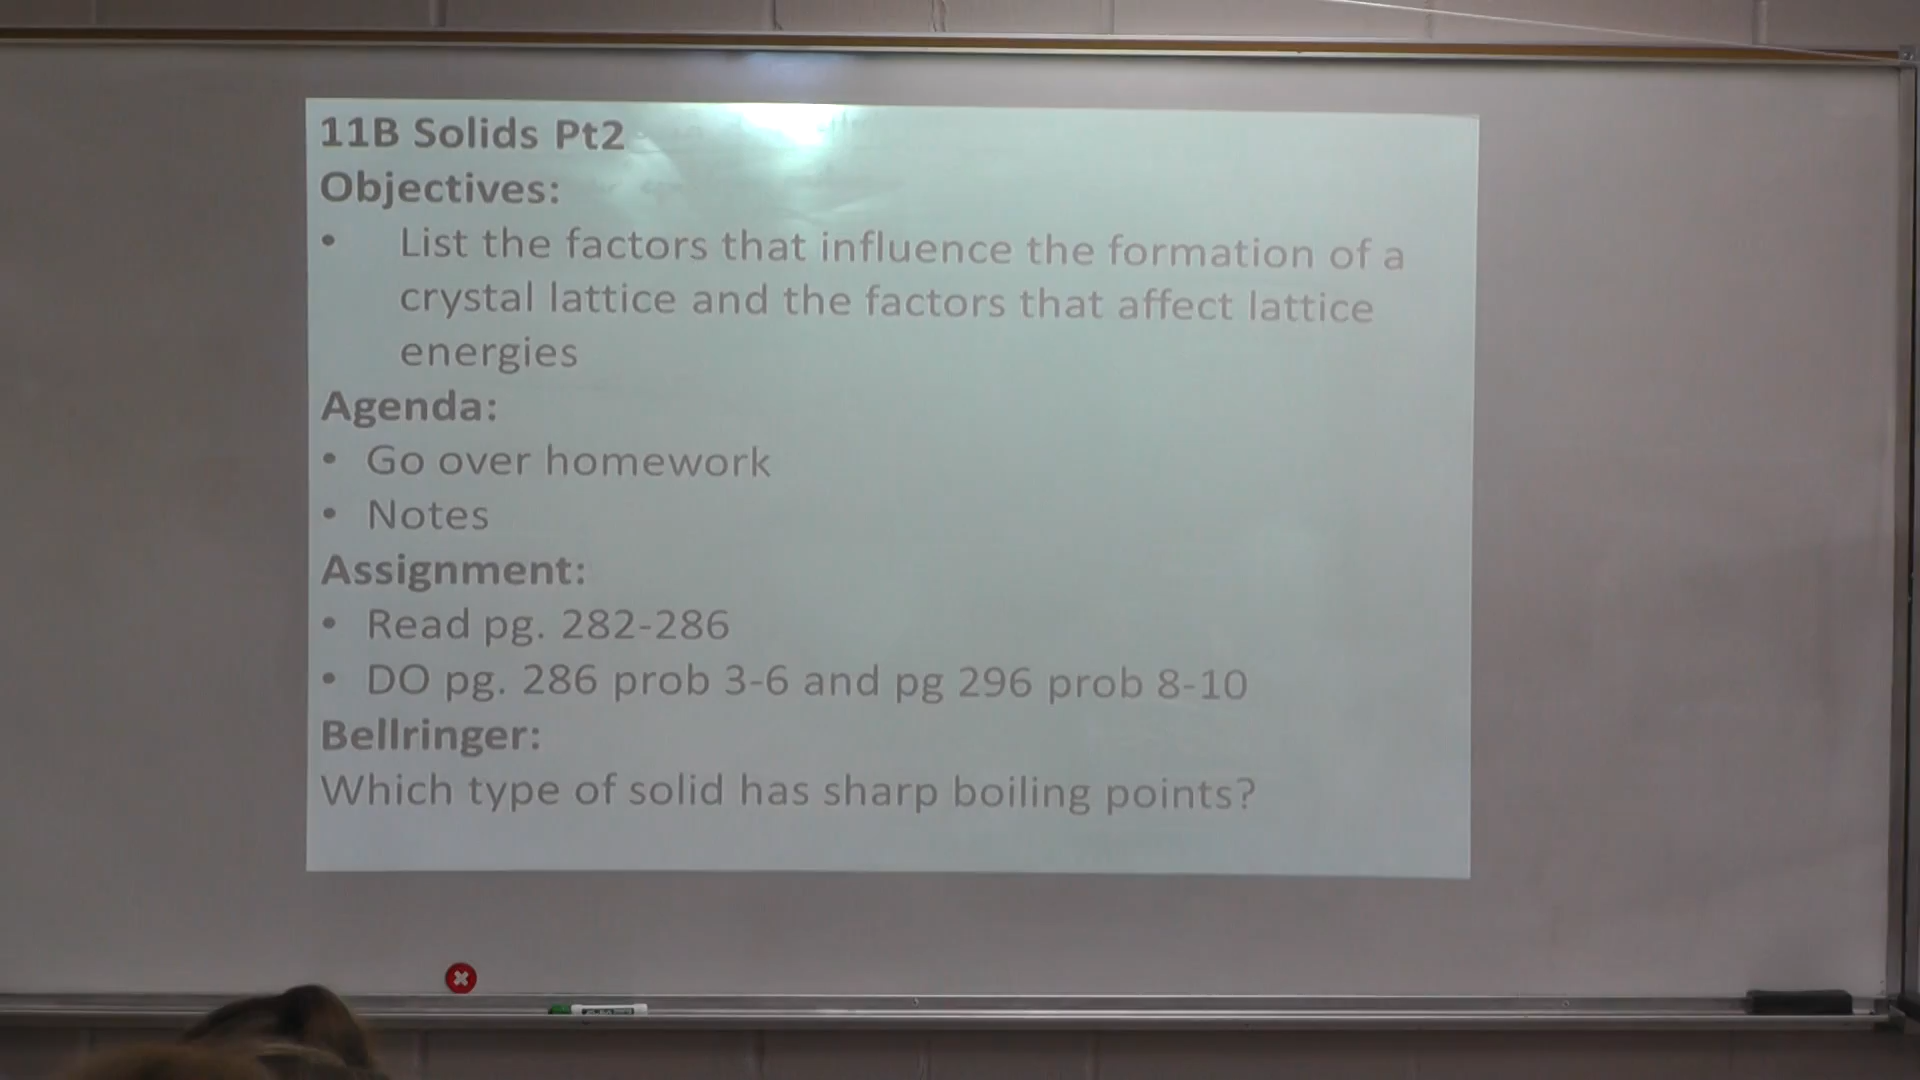 11B Solids Pt2
Objectives:
• List the factors that influence the formation of a
crystal lattice and the factors that affect lattice
energies
Agenda:
• Go over homework
• Notes
Assignment:
• Read pg. 282-286
• DO pg. 286 prob 3-6 and pg 296 prob 8-10
Bellringer:
Which type of solid has sharp boiling points?